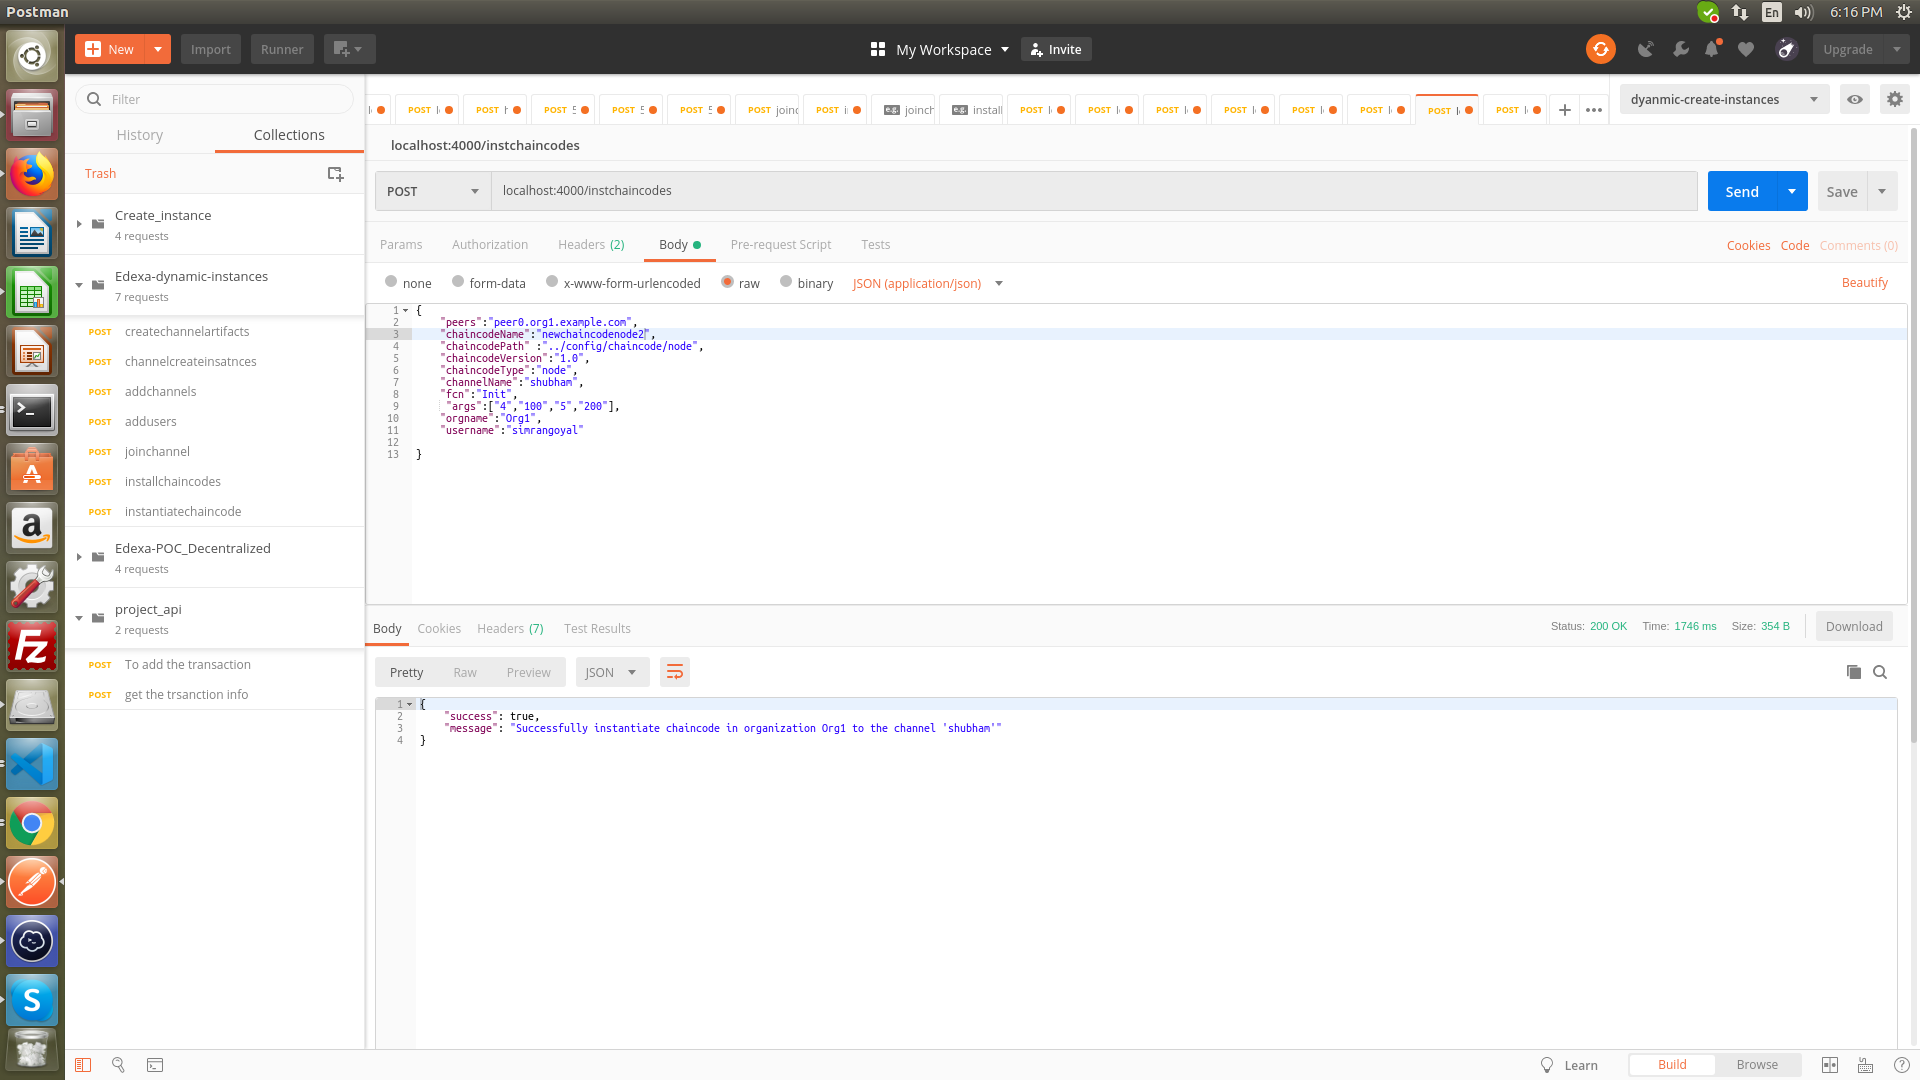 Postman
En
6:16 PM
New
Import
Runner
My Workspace
Invite
Upgrade
Filter
History
Collections
Trash
Create_instance
4 requests
Edexa-dynamic-instances
7 requests
POST createchannelartifacts
POST channelcreateinsatnces
POST addchannels
POST addusers
POST joinchannel
POST installchaincodes
POST instantiatechaincode
Edexa-POC_Decentralized
4 requests
project_api
2 requests
POST To add the transaction
POST get the trsanction info
POST
POST
POST 5
POST 5
POST 5
POST joinc
POST
e.g. joinch
e.g. install
POST
POST
POST
POST
POST
POST
POST
POST
dyanmic-create-instances
localhost:4000/instchaincodes
POST
localhost:4000/instchaincodes
Send
Save
Params
Authorization
Headers (2)
Body
Pre-request Script
Tests
Cookies
Code
Comments (0)
none
form-data
x-www-form-urlencoded
raw
binary
JSON (application/json)
Beautify
1 {
2 "peers":"peer0.org1.example.com",
3 "chaincodeName":"newchaincodenode2",
4 "chaincodePath" :"../config/chaincode/node",
5 "chaincodeVersion":"1.0",
6 "chaincodeType":"node",
7 "channelName":"shubham",
8 "fcn":"Init",
9 "args":["4","100","5","200"],
10 "orgname":"Org1",
11 "username":"simrangoyal"
12
13 }
Body
Cookies
Headers (7)
Test Results
Status: 200 OK
Time: 1746 ms
Size: 354 B
Download
Pretty
Raw
Preview
JSON
1 {
2 "success": true,
3 "message": "Successfully instantiate chaincode in organization Org1 to the channel 'shubham'"
4 }
Learn
Build
Browse